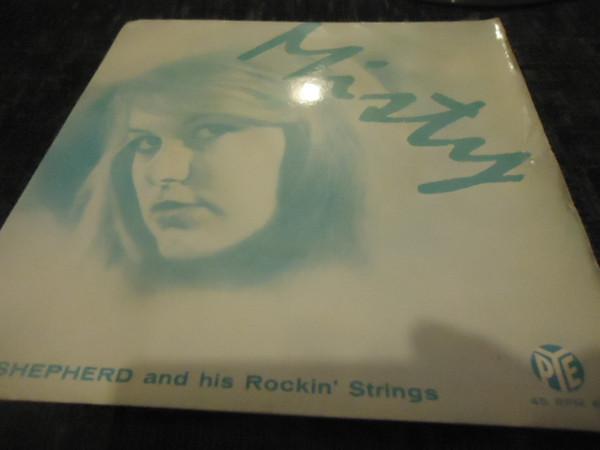 Misty
SHEPHERD and his Rockin' Strings
PYE
45 RPM